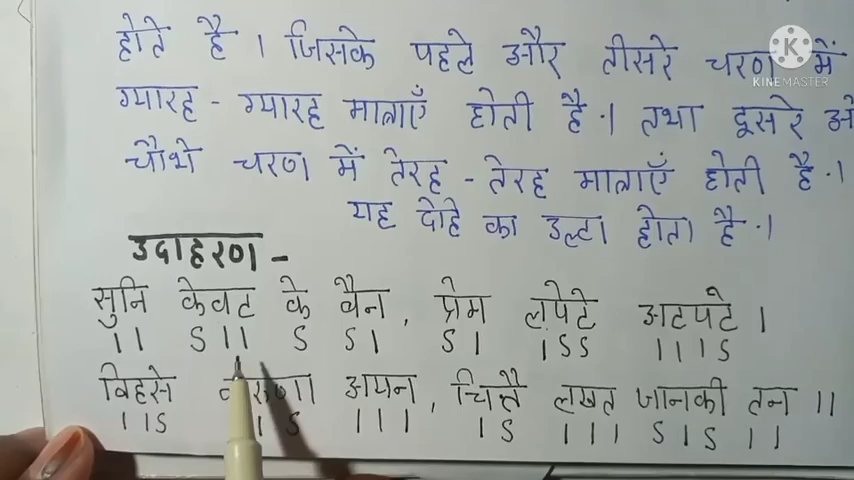 होते है । जिसके पहले और तीसरे चरण में
ग्यारह - ग्यारह मात्राएँ होती है । तथा दूसरे औ
चौथे चरण में तेरह - तेरह मात्राएँ होती है ।
यह दोहे का उल्टा होता है ।
उदाहरण -
सुनि केवट के बैन , प्रेम लपेटे अटपटे ।
।। ऽ।। ऽ ऽ। ऽ। ।ऽऽ ।।।ऽ
विहसे अयन , चितै लखत जानकी तन ॥
।।ऽ ।ऽ ।।। ।ऽ ।।। ऽ।ऽ ।।
K
KINEMASTER